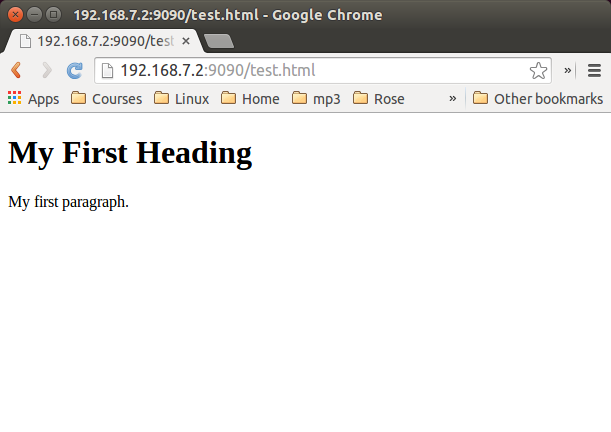 192.168.7.2:9090/test.html - Google Chrome
192.168.7.2:9090/test
192.168.7.2:9090/test.html
Apps Courses Linux Home mp3 Rose » Other bookmarks
My First Heading
My first paragraph.